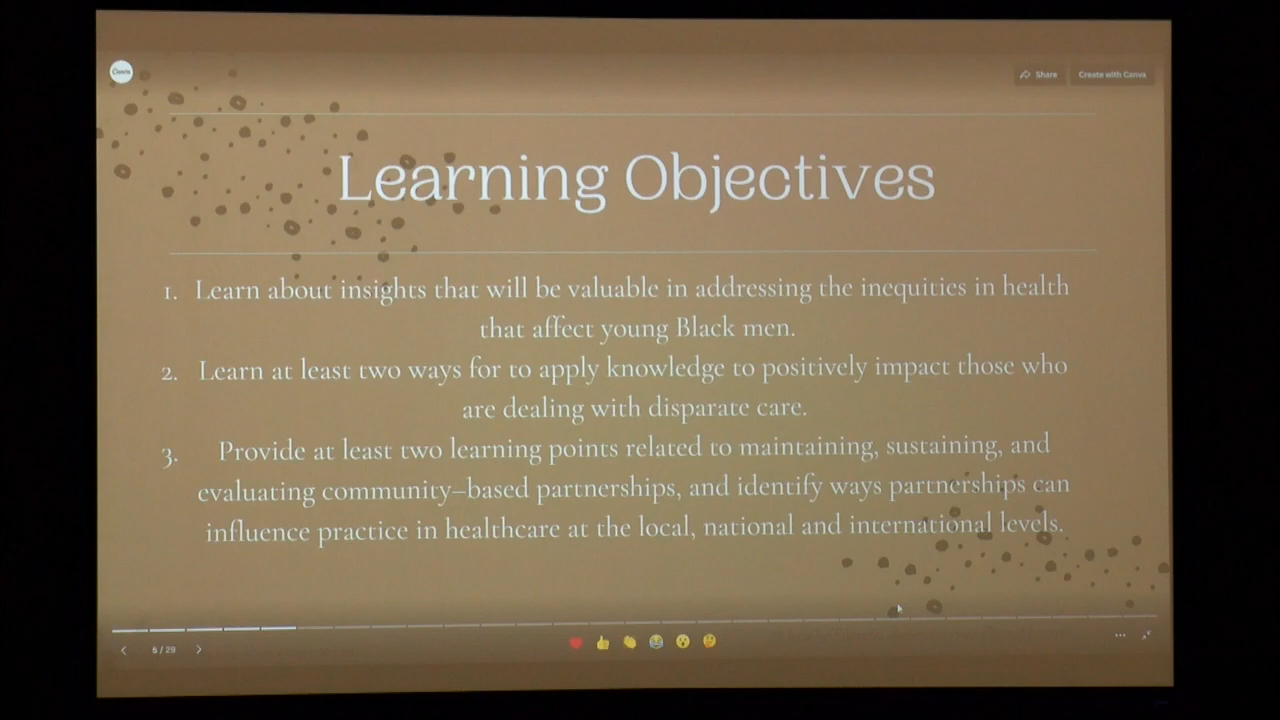 Canva
Share
Create with Canva
Learning Objectives
1. Learn about insights that will be valuable in addressing the inequities in health
that affect young Black men.
2. Learn at least two ways for to apply knowledge to positively impact those who
are dealing with disparate care.
3. Provide at least two learning points related to maintaining, sustaining, and
evaluating community–based partnerships, and identify ways partnerships can
influence practice in healthcare at the local, national and international levels.
5 / 29